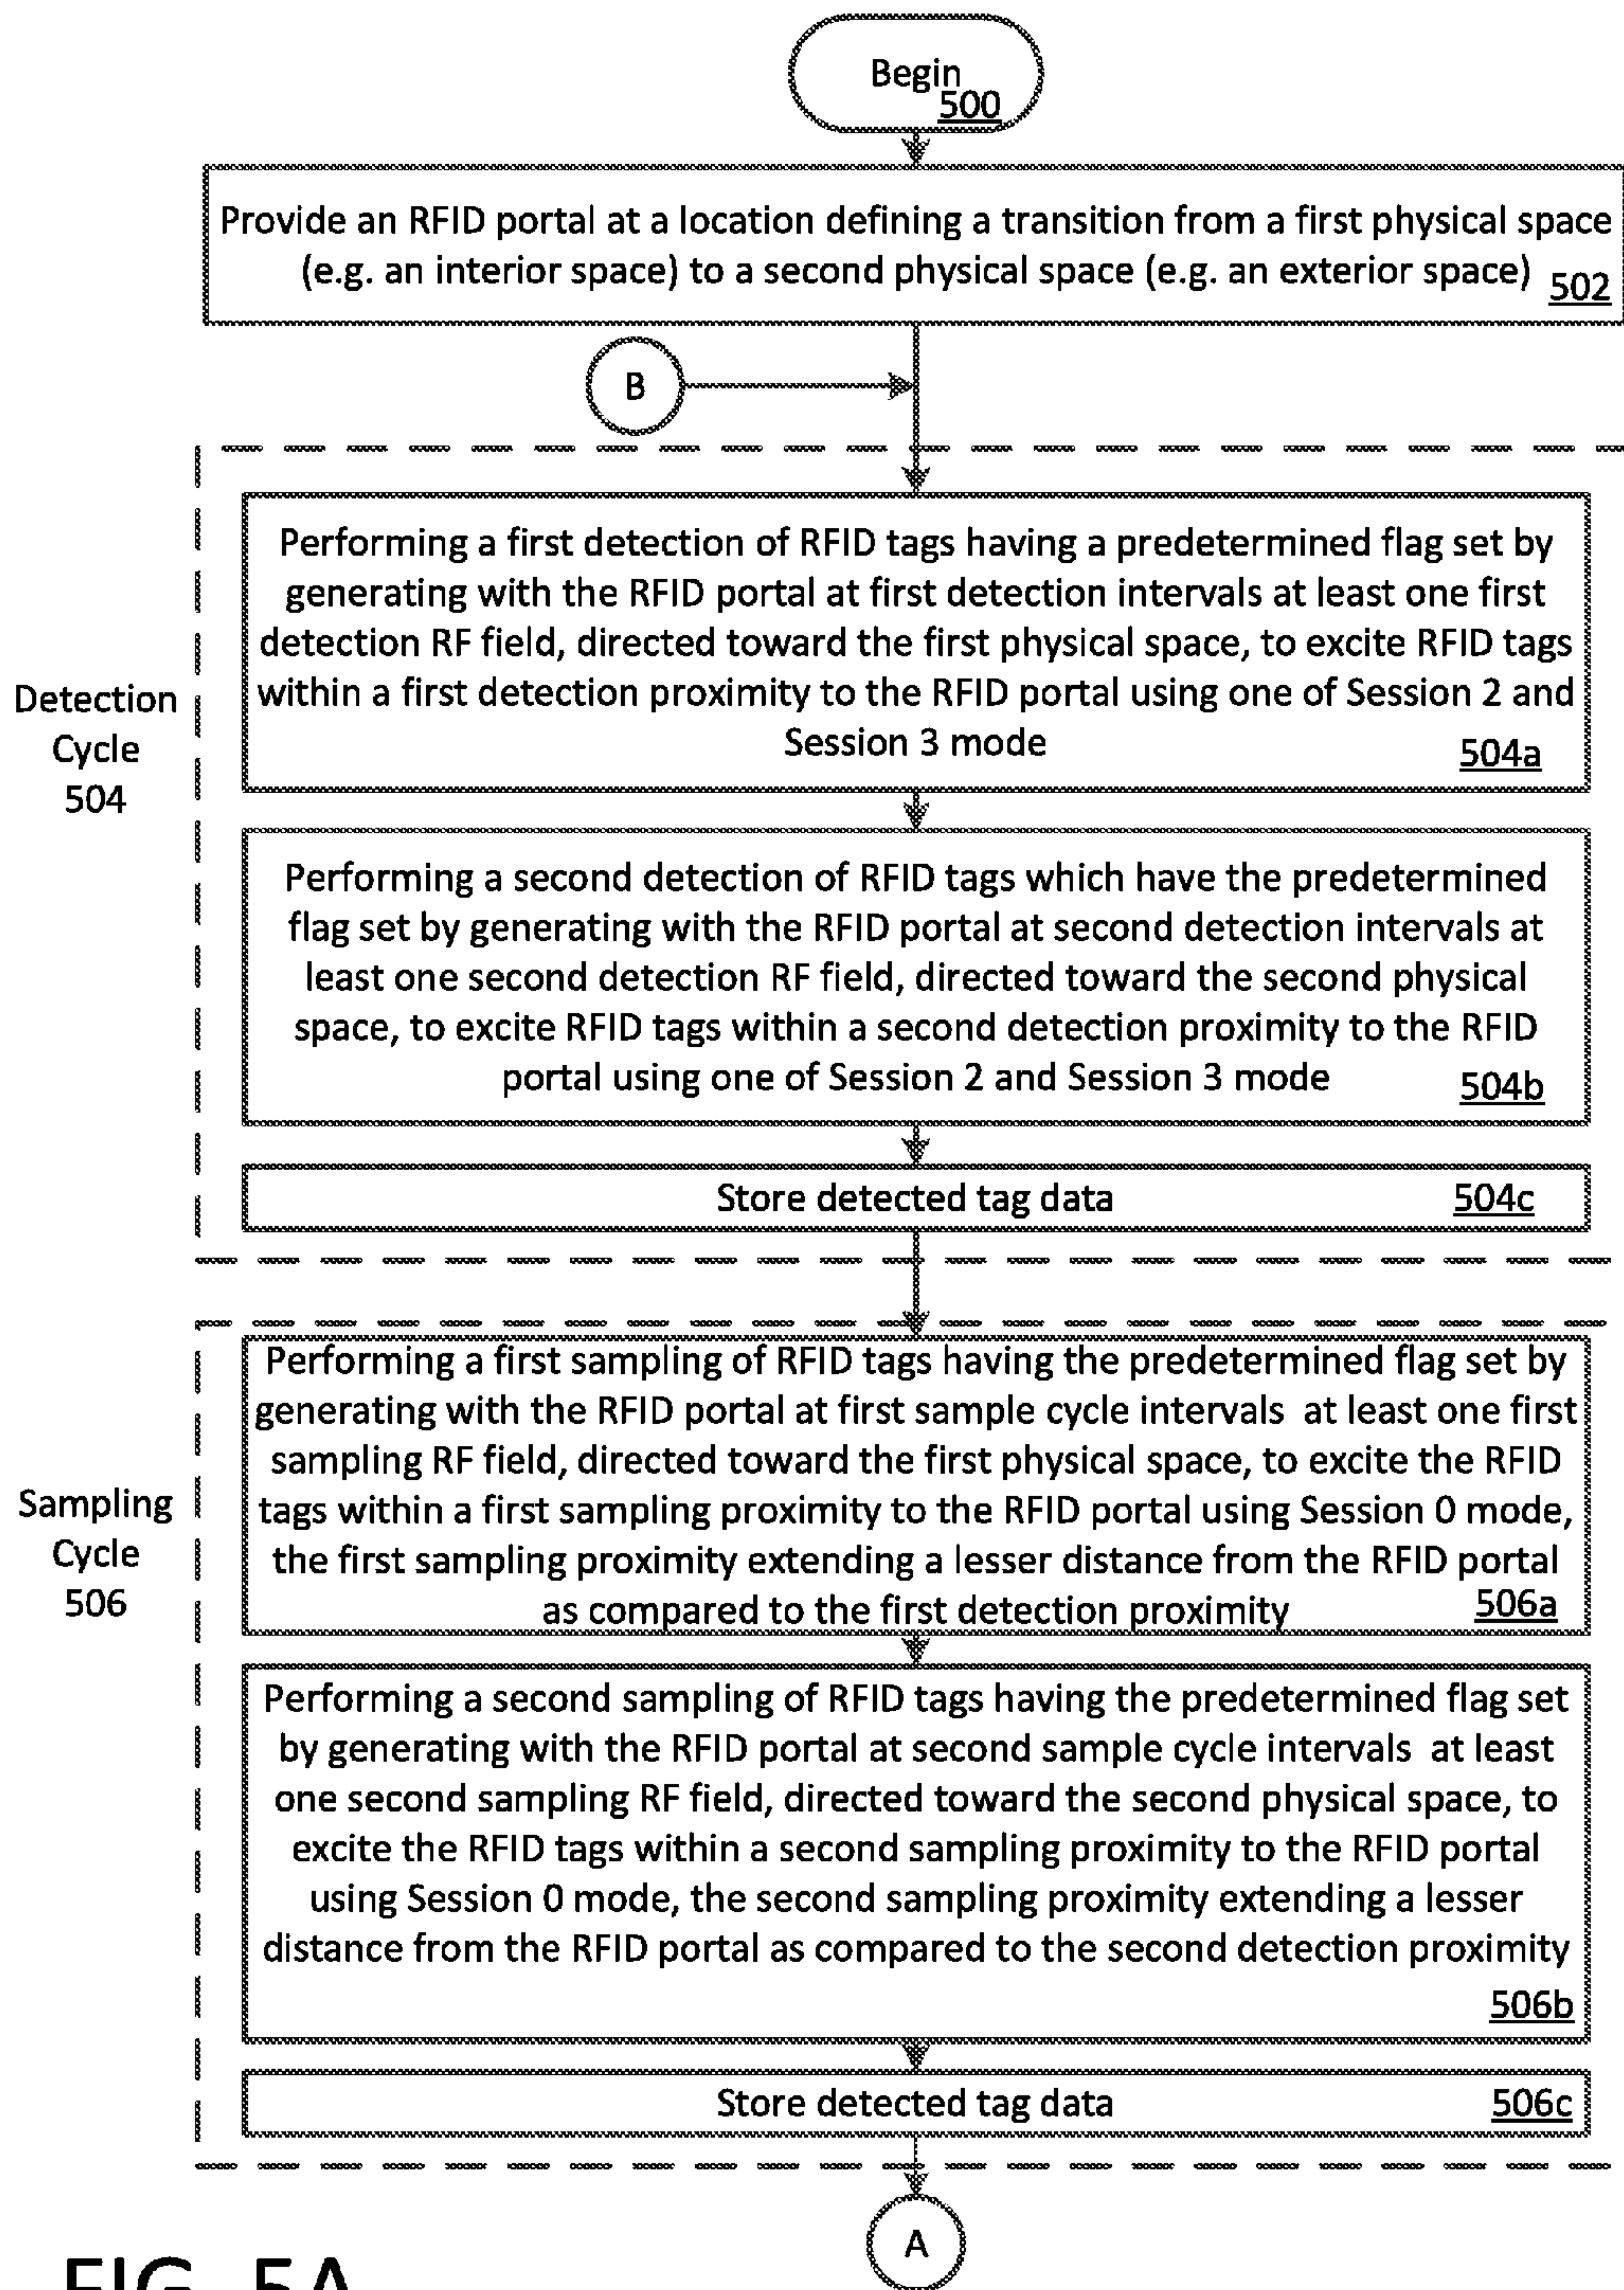 Begin
500
Provide an RFID portal at a location defining a transition from a first physical space
(e.g. an interior space) to a second physical space (e.g. an exterior space) 502
B
Detection
Cycle
504
Performing a first detection of RFID tags having a predetermined flag set by
generating with the RFID portal at first detection intervals at least one first
detection RF field, directed toward the first physical space, to excite RFID tags
within a first detection proximity to the RFID portal using one of Session 2 and
Session 3 mode 504a
Performing a second detection of RFID tags which have the predetermined
flag set by generating with the RFID portal at second detection intervals at
least one second detection RF field, directed toward the second physical
space, to excite RFID tags within a second detection proximity to the RFID
portal using one of Session 2 and Session 3 mode 504b
Store detected tag data 504c
Sampling
Cycle
506
Performing a first sampling of RFID tags having the predetermined flag set by
generating with the RFID portal at first sample cycle intervals at least one first
sampling RF field, directed toward the first physical space, to excite the RFID
tags within a first sampling proximity to the RFID portal using Session 0 mode,
the first sampling proximity extending a lesser distance from the RFID portal
as compared to the first detection proximity 506a
Performing a second sampling of RFID tags having the predetermined flag set
by generating with the RFID portal at second sample cycle intervals at least
one second sampling RF field, directed toward the second physical space, to
excite the RFID tags within a second sampling proximity to the RFID portal
using Session 0 mode, the second sampling proximity extending a lesser
distance from the RFID portal as compared to the second detection proximity
506b
Store detected tag data 506c
A
FIG. 5A